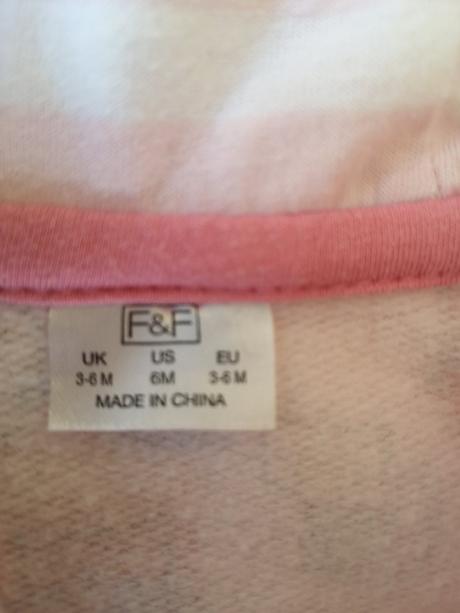 F&F
UK US EU
3-6 M 6M 3-6 M
MADE IN CHINA